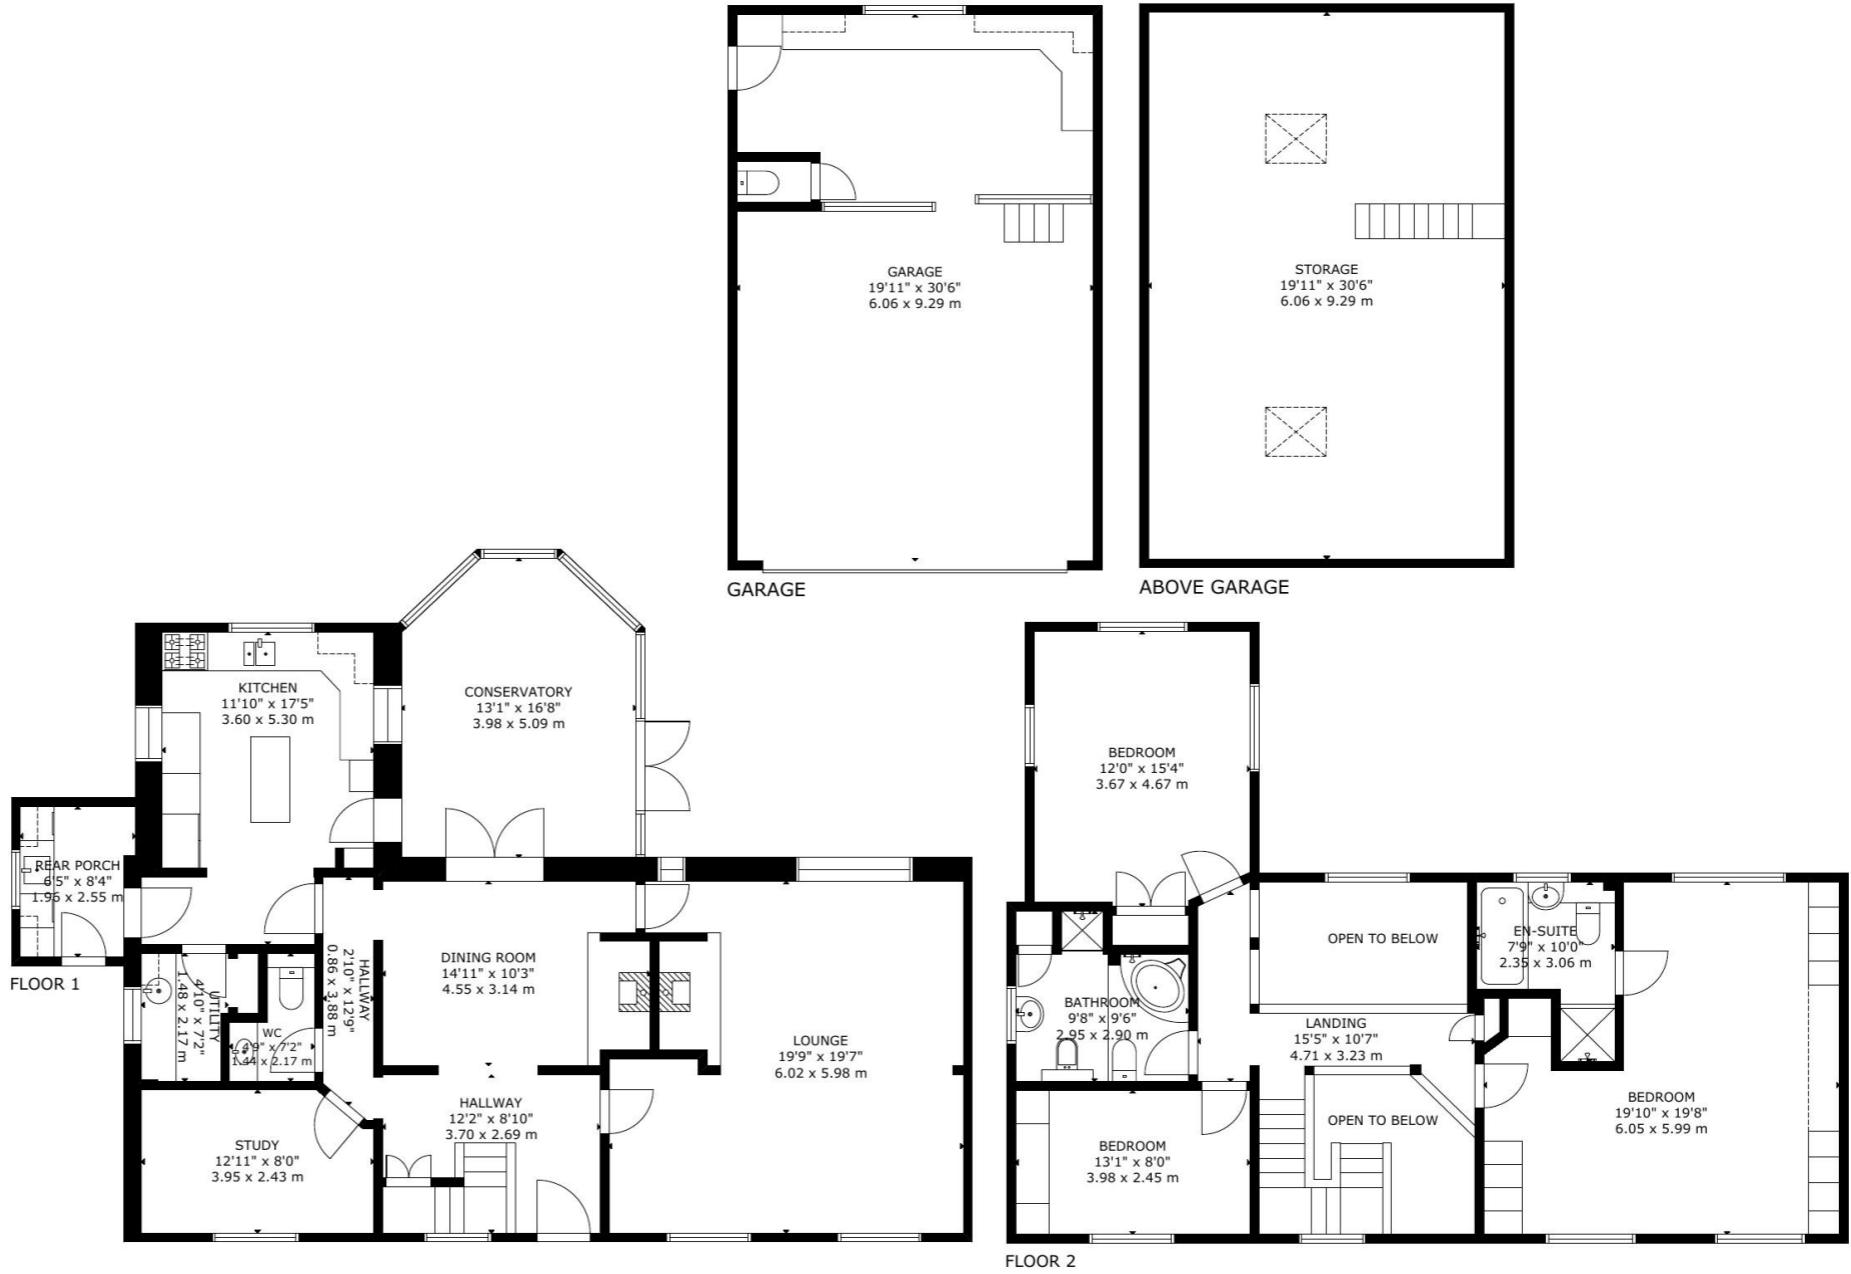 GARAGE
19'11" x 30'6"
6.06 x 9.29 m
GARAGE
STORAGE
19'11" x 30'6"
6.06 x 9.29 m
ABOVE GARAGE
KITCHEN
11'10" x 17'5"
3.60 x 5.30 m
CONSERVATORY
13'1" x 16'8"
3.98 x 5.09 m
REAR PORCH
6'5" x 8'4"
1.96 x 2.55 m
FLOOR 1
UTILITY
4'10" x 7'2"
1.48 x 2.17 m
WC
4'9" x 7'2"
1.44 x 2.17 m
HALLWAY
2'10" x 12'9"
0.86 x 3.88 m
DINING ROOM
14'11" x 10'3"
4.55 x 3.14 m
LOUNGE
19'9" x 19'7"
6.02 x 5.98 m
HALLWAY
12'2" x 8'10"
3.70 x 2.69 m
STUDY
12'11" x 8'0"
3.95 x 2.43 m
BEDROOM
12'0" x 15'4"
3.67 x 4.67 m
OPEN TO BELOW
EN-SUITE
7'9" x 10'0"
2.35 x 3.06 m
BATHROOM
9'8" x 9'6"
2.95 x 2.90 m
LANDING
15'5" x 10'7"
4.71 x 3.23 m
BEDROOM
19'10" x 19'8"
6.05 x 5.99 m
OPEN TO BELOW
BEDROOM
13'1" x 8'0"
3.98 x 2.45 m
FLOOR 2